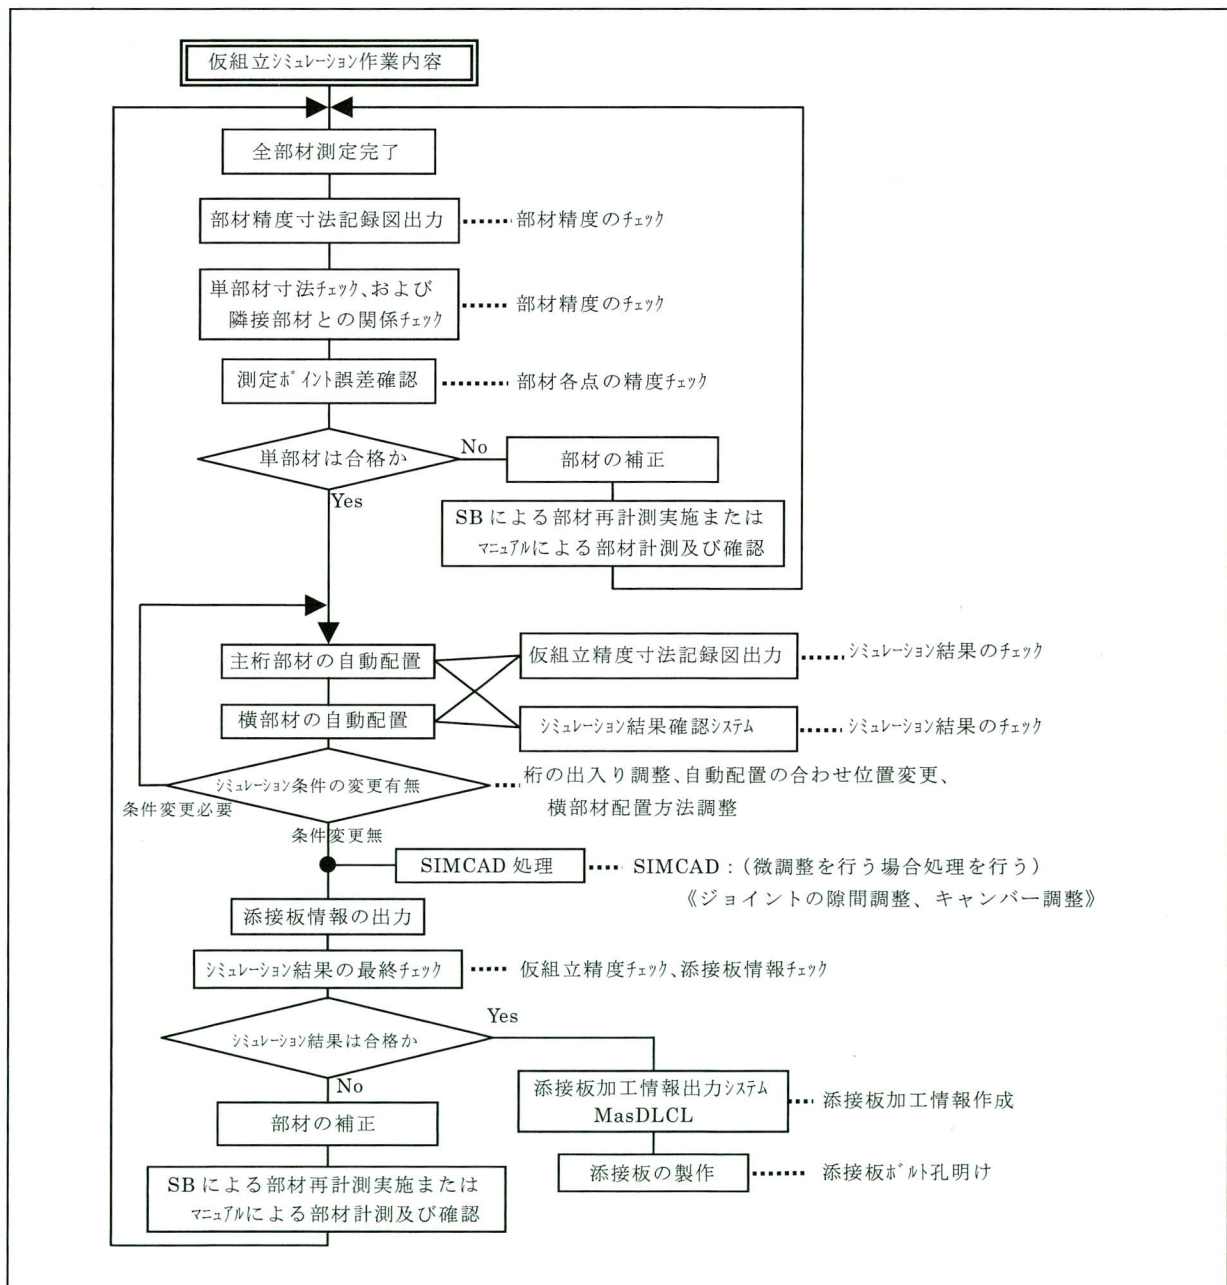 仮組立ｼﾐｭﾚｰｼｮﾝ作業内容
全部材測定完了
部材精度寸法記録図出力
部材精度のチェック
単部材寸法ﾁｪｯｸ、および
隣接部材との関係ﾁｪｯｸ
部材精度のﾁｪｯｸ
測定ﾎﾟｲﾝﾄ誤差確認
部材各点の精度ﾁｪｯｸ
単部材は合格か
No
部材の補正
Yes
SB による部材再計測実施または
ﾏﾆｭｱﾙによる部材計測及び確認
主桁部材の自動配置
仮組立精度寸法記録図出力
ｼﾐｭﾚｰｼｮﾝ結果のﾁｪｯｸ
横部材の自動配置
ｼﾐｭﾚｰｼｮﾝ結果確認ｼｽﾃﾑ
ｼﾐｭﾚｰｼｮﾝ結果のﾁｪｯｸ
ｼﾐｭﾚｰｼｮﾝ条件の変更有無
桁の出入り調整、自動配置の合わせ位置変更、
横部材配置方法調整
条件変更必要
条件変更無
SIMCAD 処理
SIMCAD：(微調整を行う場合処理を行う)
《ジョイントの隙間調整、キャンバー調整》
添接板情報の出力
ｼﾐｭﾚｰｼｮﾝ結果の最終ﾁｪｯｸ
仮組立精度ﾁｪｯｸ、添接板情報ﾁｪｯｸ
ｼﾐｭﾚｰｼｮﾝ結果は合格か
Yes
No
添接板加工情報出力ｼｽﾃﾑ
MasDLCL
添接板加工情報作成
部材の補正
添接板の製作
添接板ﾎﾞﾙﾄ孔明け
SB による部材再計測実施または
ﾏﾆｭｱﾙによる部材計測及び確認